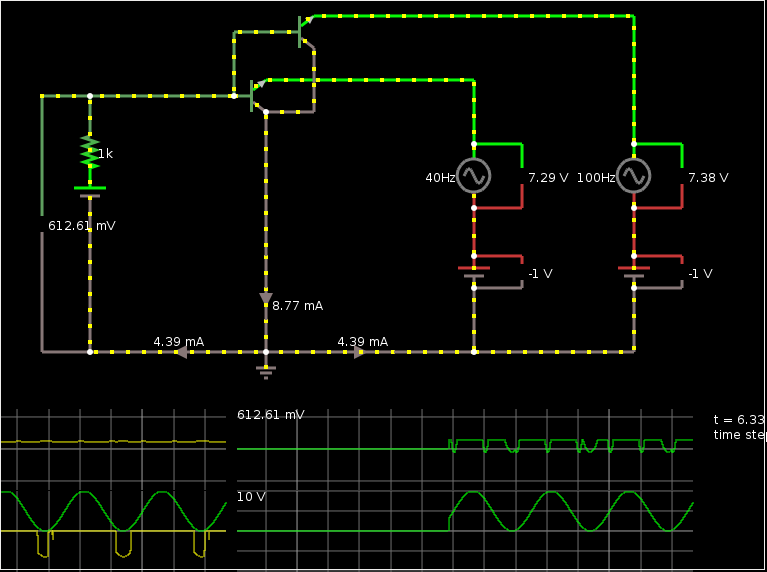 1k
40Hz
7.29 V
100Hz
7.38 V
612.61 mV
-1 V
-1 V
8.77 mA
4.39 mA
4.39 mA
612.61 mV
t = 6.33
time step
10 V